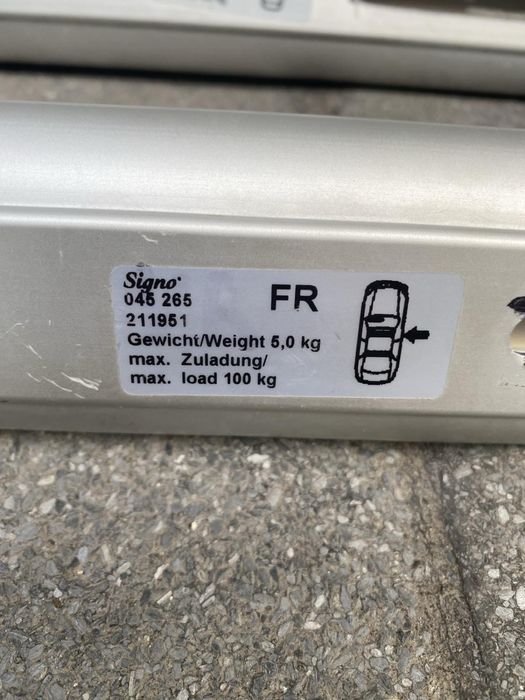 Signo
045 265
FR
211951
Gewicht/Weight 5,0 kg
max. Zuladung/
max. load 100 kg